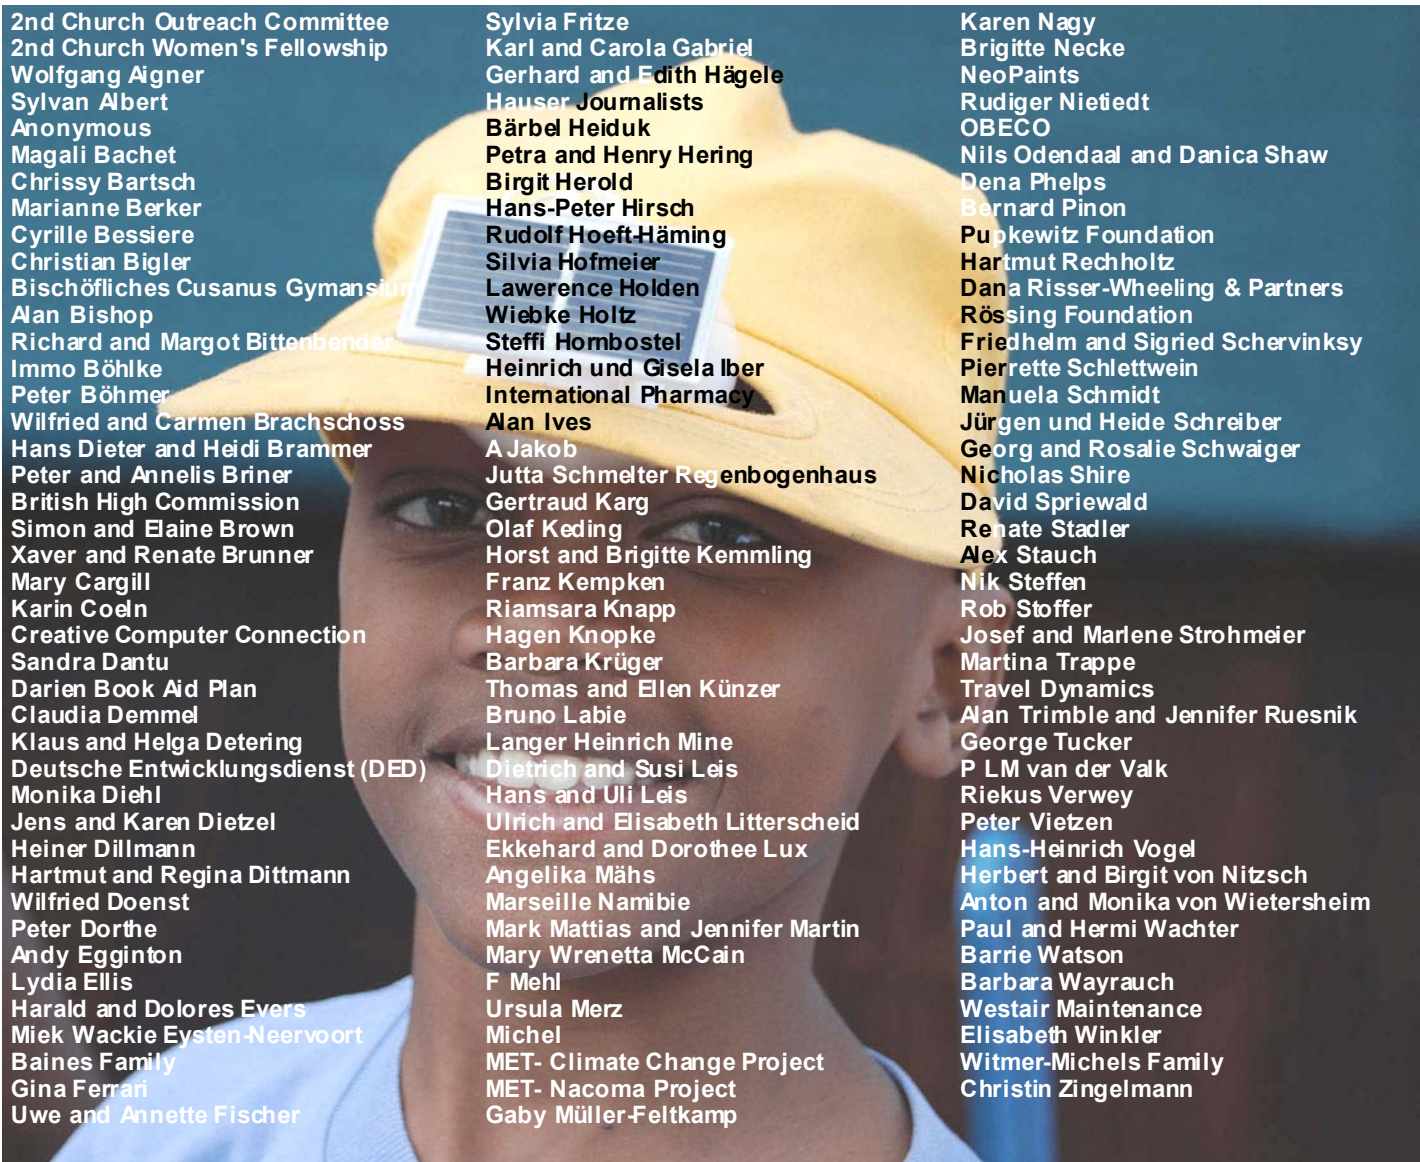 2nd Church Outreach Committee
2nd Church Women's Fellowship
Wolfgang Aigner
Sylvan Albert
Anonymous
Magali Bachet
Chrissy Bartsch
Marianne Berker
Cyrille Bessiere
Christian Bigler
Bischöfliches Cusanus Gymansium
Alan Bishop
Richard and Margot Bittenbender
Immo Böhlke
Peter Böhmer
Wilfried and Carmen Brachschoss
Hans Dieter and Heidi Brammer
Peter and Annelis Briner
British High Commission
Simon and Elaine Brown
Xaver and Renate Brunner
Mary Cargill
Karin Coeln
Creative Computer Connection
Sandra Dantu
Darien Book Aid Plan
Claudia Demmel
Klaus and Helga Detering
Deutsche Entwicklungsdienst (DED)
Monika Diehl
Jens and Karen Dietzel
Heiner Dillmann
Hartmut and Regina Dittmann
Wilfried Doenst
Peter Dorthe
Andy Egginton
Lydia Ellis
Harald and Dolores Evers
Miek Wackie Eysten-Neervoort
Baines Family
Gina Ferrari
Uwe and Annette Fischer
Sylvia Fritze
Karl and Carola Gabriel
Gerhard and Edith Hägele
Hauser Journalists
Bärbel Heiduk
Petra and Henry Hering
Birgit Herold
Hans-Peter Hirsch
Rudolf Hoeft-Häming
Silvia Hofmeier
Lawerence Holden
Wiebke Holtz
Steffi Hornbostel
Heinrich und Gisela Iber
International Pharmacy
Alan Ives
A Jakob
Jutta Schmelter Regenbogenhaus
Gertraud Karg
Olaf Keding
Horst and Brigitte Kemmling
Franz Kempken
Riamsara Knapp
Hagen Knopke
Barbara Krüger
Thomas and Ellen Künzer
Bruno Labie
Langer Heinrich Mine
Dietrich and Susi Leis
Hans and Uli Leis
Ulrich and Elisabeth Litterscheid
Ekkehard and Dorothee Lux
Angelika Mähs
Marseille Namibie
Mark Mattias and Jennifer Martin
Mary Wrenetta McCain
F Mehl
Ursula Merz
Michel
MET- Climate Change Project
MET- Nacoma Project
Gaby Müller-Feltkamp
Karen Nagy
Brigitte Necke
NeoPaints
Rudiger Nietiedt
OBECO
Nils Odendaal and Danica Shaw
Dena Phelps
Bernard Pinon
Pupkewitz Foundation
Hartmut Rechholtz
Dana Risser-Wheeling & Partners
Rössing Foundation
Friedhelm and Sigried Schervinksy
Pierrette Schlettwein
Manuela Schmidt
Jürgen und Heide Schreiber
Georg and Rosalie Schwaiger
Nicholas Shire
David Spriewald
Renate Stadler
Alex Stauch
Nik Steffen
Rob Stoffer
Josef and Marlene Strohmeier
Martina Trappe
Travel Dynamics
Alan Trimble and Jennifer Ruesnik
George Tucker
P LM van der Valk
Riekus Verwey
Peter Vietzen
Hans-Heinrich Vogel
Herbert and Birgit von Nitzsch
Anton and Monika von Wietersheim
Paul and Hermi Wachter
Barrie Watson
Barbara Wayrauch
Westair Maintenance
Elisabeth Winkler
Witmer-Michels Family
Christin Zingelmann